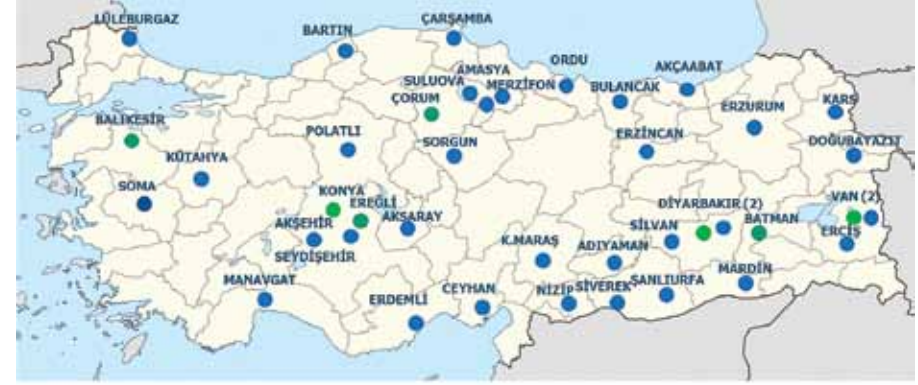 LÜLEBURGAZ
BARTIN
ÇARŞAMBA
SULUOVA
AMASYA
MERZİFON
ORDU
BULANCAK
AKÇAABAT
ÇORUM
ERZURUM
KARS
BALIKESİR
POLATLI
SORGUN
ERZİNCAN
DOĞUBAYAZIT
KÜTAHYA
SOMA
KONYA
EREĞLİ
AKŞEHİR
AKSARAY
SEYDİŞEHİR
DİYARBAKIR (2)
SİLVAN
BATMAN
VAN (2)
ERCİŞ
K.MARAŞ
ADIYAMAN
MANAVGAT
ERDEMLİ
CEYHAN
NİZİP
SİVEREK
ŞANLIURFA
MARDİN